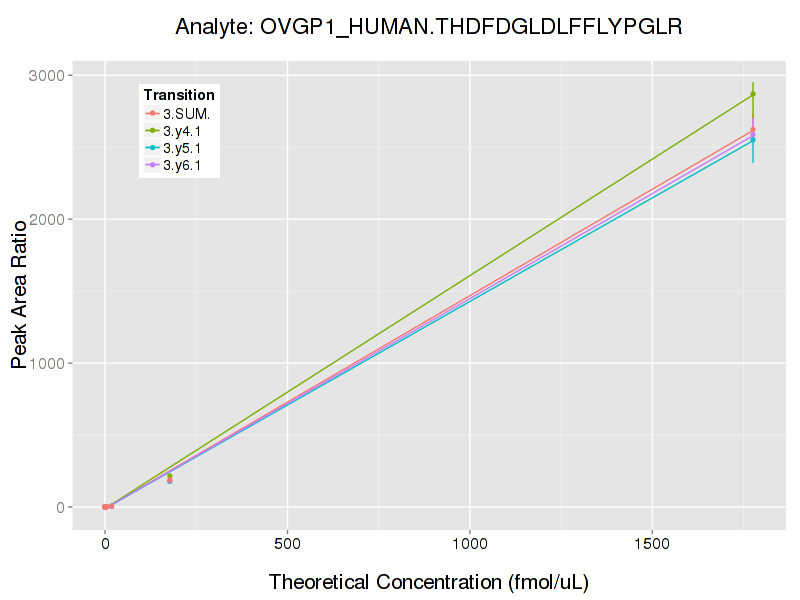 Analyte: OVGP1_HUMAN.THDFDGLDLFFLYPGLR
Peak Area Ratio
3000
2000
1000
0
Transition
3.SUM.
3.y4.1
3.y5.1
3.y6.1
0 500 1000 1500
Theoretical Concentration (fmol/uL)